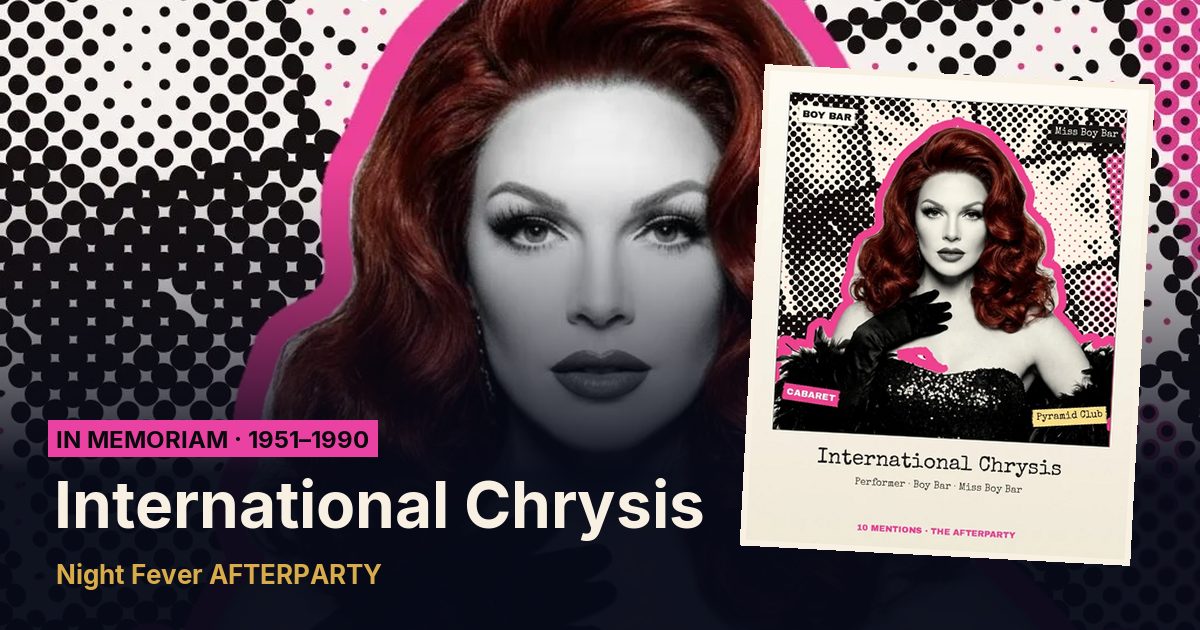 IN MEMORIAM · 1951–1990
International Chrysis
Night Fever AFTERPARTY
BOY BAR
Miss Boy Bar
CABARET
Pyramid Club
International Chrysis
Performer · Boy Bar · Miss Boy Bar
10 MENTIONS · THE AFTERPARTY